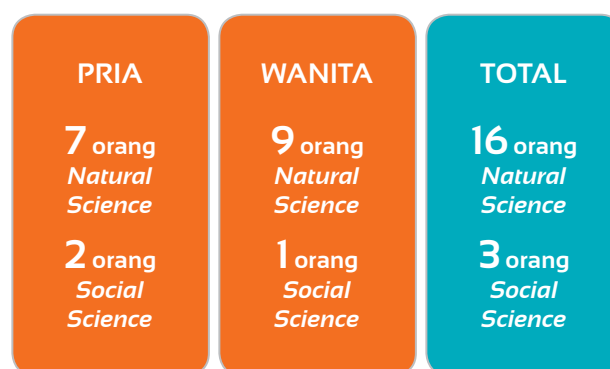 PRIA
7 orang
Natural
Science
2 orang
Social
Science
WANITA
9 orang
Natural
Science
1 orang
Social
Science
TOTAL
16 orang
Natural
Science
3 orang
Social
Science